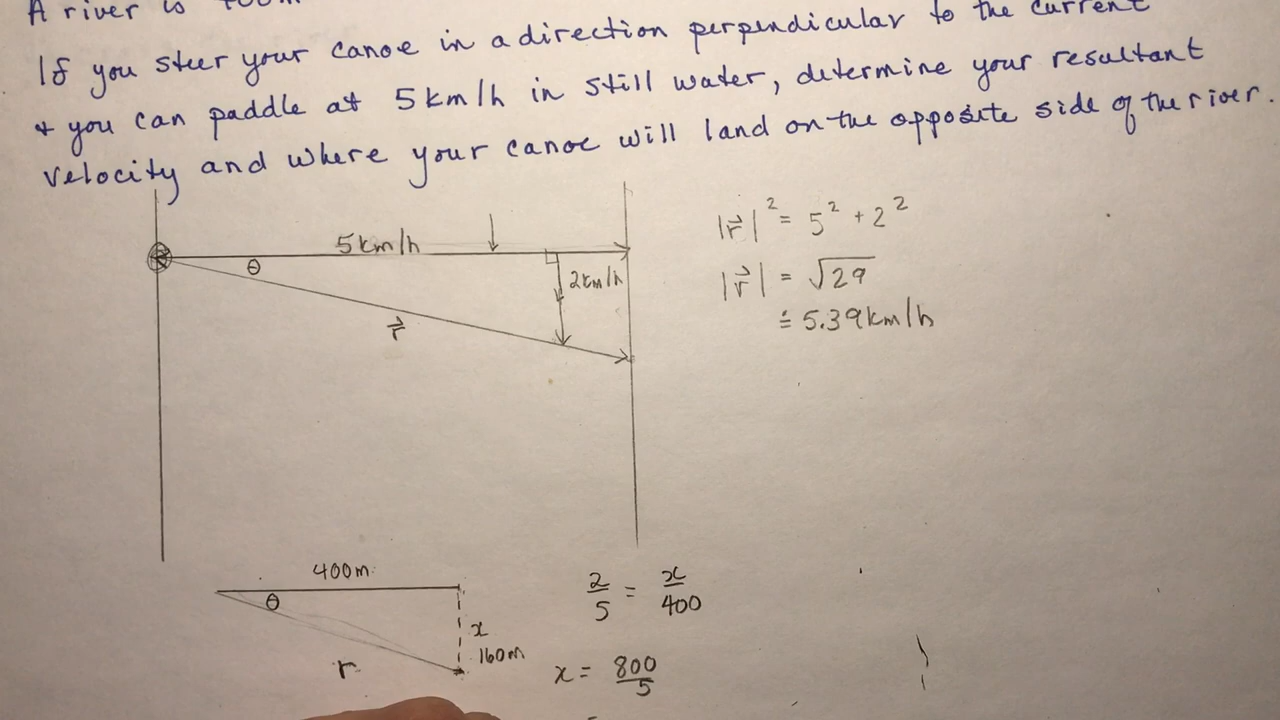 A river is 400m
If you steer your canoe in a direction perpendicular to the current
+ you can paddle at 5km/h in still water, determine your resultant
velocity and where your canoe will land on the opposite side of the river.
5km/h
θ
2km/h
r⃗
|r⃗|² = 5² + 2²
|r⃗| = √29
≐ 5.39km/h
400m
θ
x
160m
r
2/5 = x/400
x = 800/5